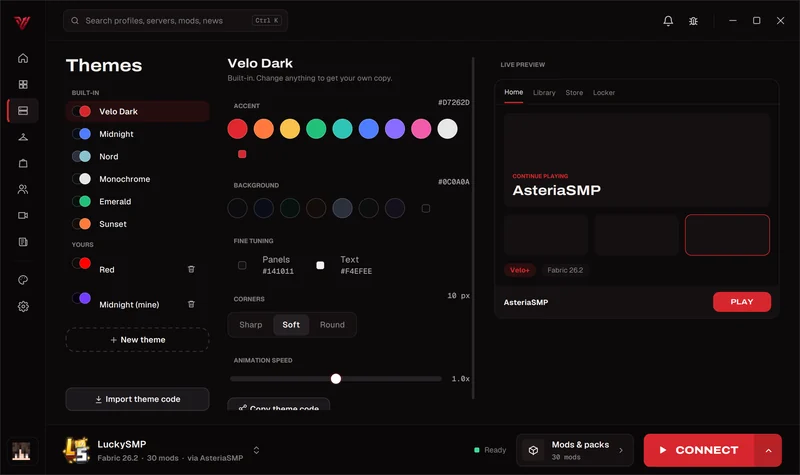 Search profiles, servers, mods, news
Ctrl K
Themes
BUILT-IN
Velo Dark
Midnight
Nord
Monochrome
Emerald
Sunset
YOURS
Red
Midnight (mine)
+ New theme
Import theme code
Velo Dark
Built-in. Change anything to get your own copy.
ACCENT
#D7262D
BACKGROUND
#0C0A0A
FINE TUNING
Panels
#141011
Text
#F4EFEE
CORNERS
10 px
Sharp
Soft
Round
ANIMATION SPEED
1.0x
Copy theme code
LIVE PREVIEW
Home
Library
Store
Locker
CONTINUE PLAYING
AsteriaSMP
Velo+
Fabric 26.2
AsteriaSMP
PLAY
LuckySMP
Fabric 26.2 · 30 mods · via AsteriaSMP
Ready
Mods & packs
30 mods
CONNECT